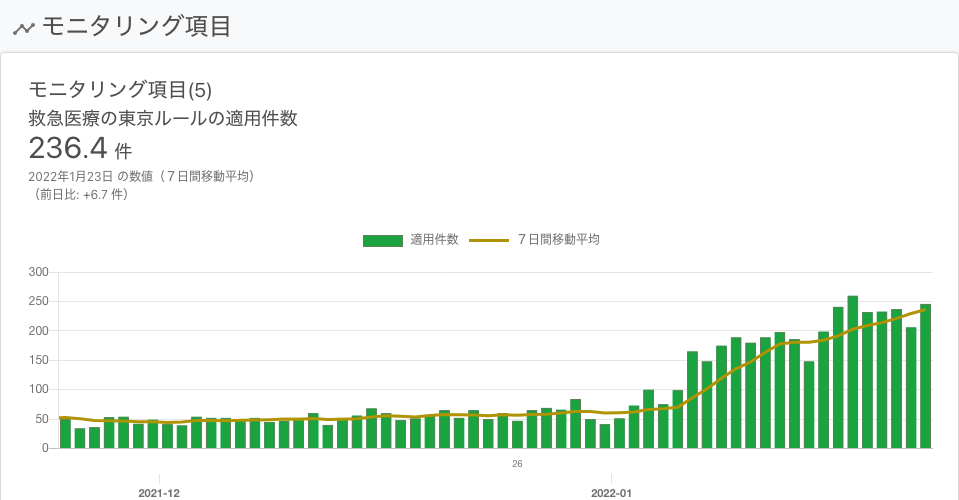 モニタリング項目
モニタリング項目(5)
救急医療の東京ルールの適用件数
236.4 件
2022年1月23日 の数値（７日間移動平均）
（前日比: +6.7 件）
適用件数 ７日間移動平均
300
250
200
150
100
50
0
26
2021-12 2022-01